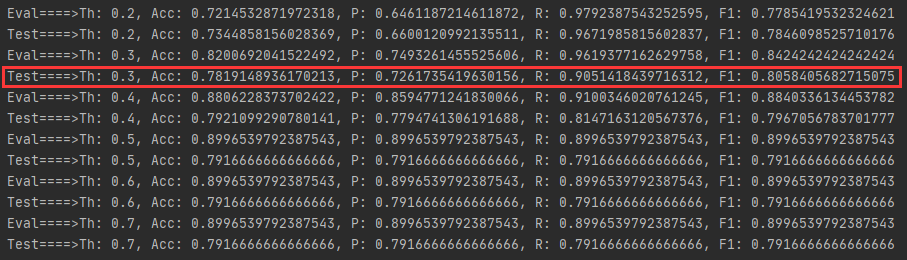 Eval====>Th: 0.2, Acc: 0.7214532871972318, P: 0.6461187214611872, R: 0.9792387543252595, F1: 0.7785419532324621
Test====>Th: 0.2, Acc: 0.7344858156028369, P: 0.6600120992135511, R: 0.9671985815602837, F1: 0.7846098525710176
Eval====>Th: 0.3, Acc: 0.8200692041522492, P: 0.7493261455525606, R: 0.9619377162629758, F1: 0.8424242424242424
Test====>Th: 0.3, Acc: 0.7819148936170213, P: 0.7261735419630156, R: 0.9051418439716312, F1: 0.8058405682715075
Eval====>Th: 0.4, Acc: 0.8806228373702422, P: 0.8594771241830066, R: 0.9100346020761245, F1: 0.8840336134453782
Test====>Th: 0.4, Acc: 0.7921099290780141, P: 0.7794741306191688, R: 0.8147163120567376, F1: 0.7967056783701777
Eval====>Th: 0.5, Acc: 0.8996539792387543, P: 0.8996539792387543, R: 0.8996539792387543, F1: 0.8996539792387543
Test====>Th: 0.5, Acc: 0.7916666666666666, P: 0.7916666666666666, R: 0.7916666666666666, F1: 0.7916666666666666
Eval====>Th: 0.6, Acc: 0.8996539792387543, P: 0.8996539792387543, R: 0.8996539792387543, F1: 0.8996539792387543
Test====>Th: 0.6, Acc: 0.7916666666666666, P: 0.7916666666666666, R: 0.7916666666666666, F1: 0.7916666666666666
Eval====>Th: 0.7, Acc: 0.8996539792387543, P: 0.8996539792387543, R: 0.8996539792387543, F1: 0.8996539792387543
Test====>Th: 0.7, Acc: 0.7916666666666666, P: 0.7916666666666666, R: 0.7916666666666666, F1: 0.7916666666666666